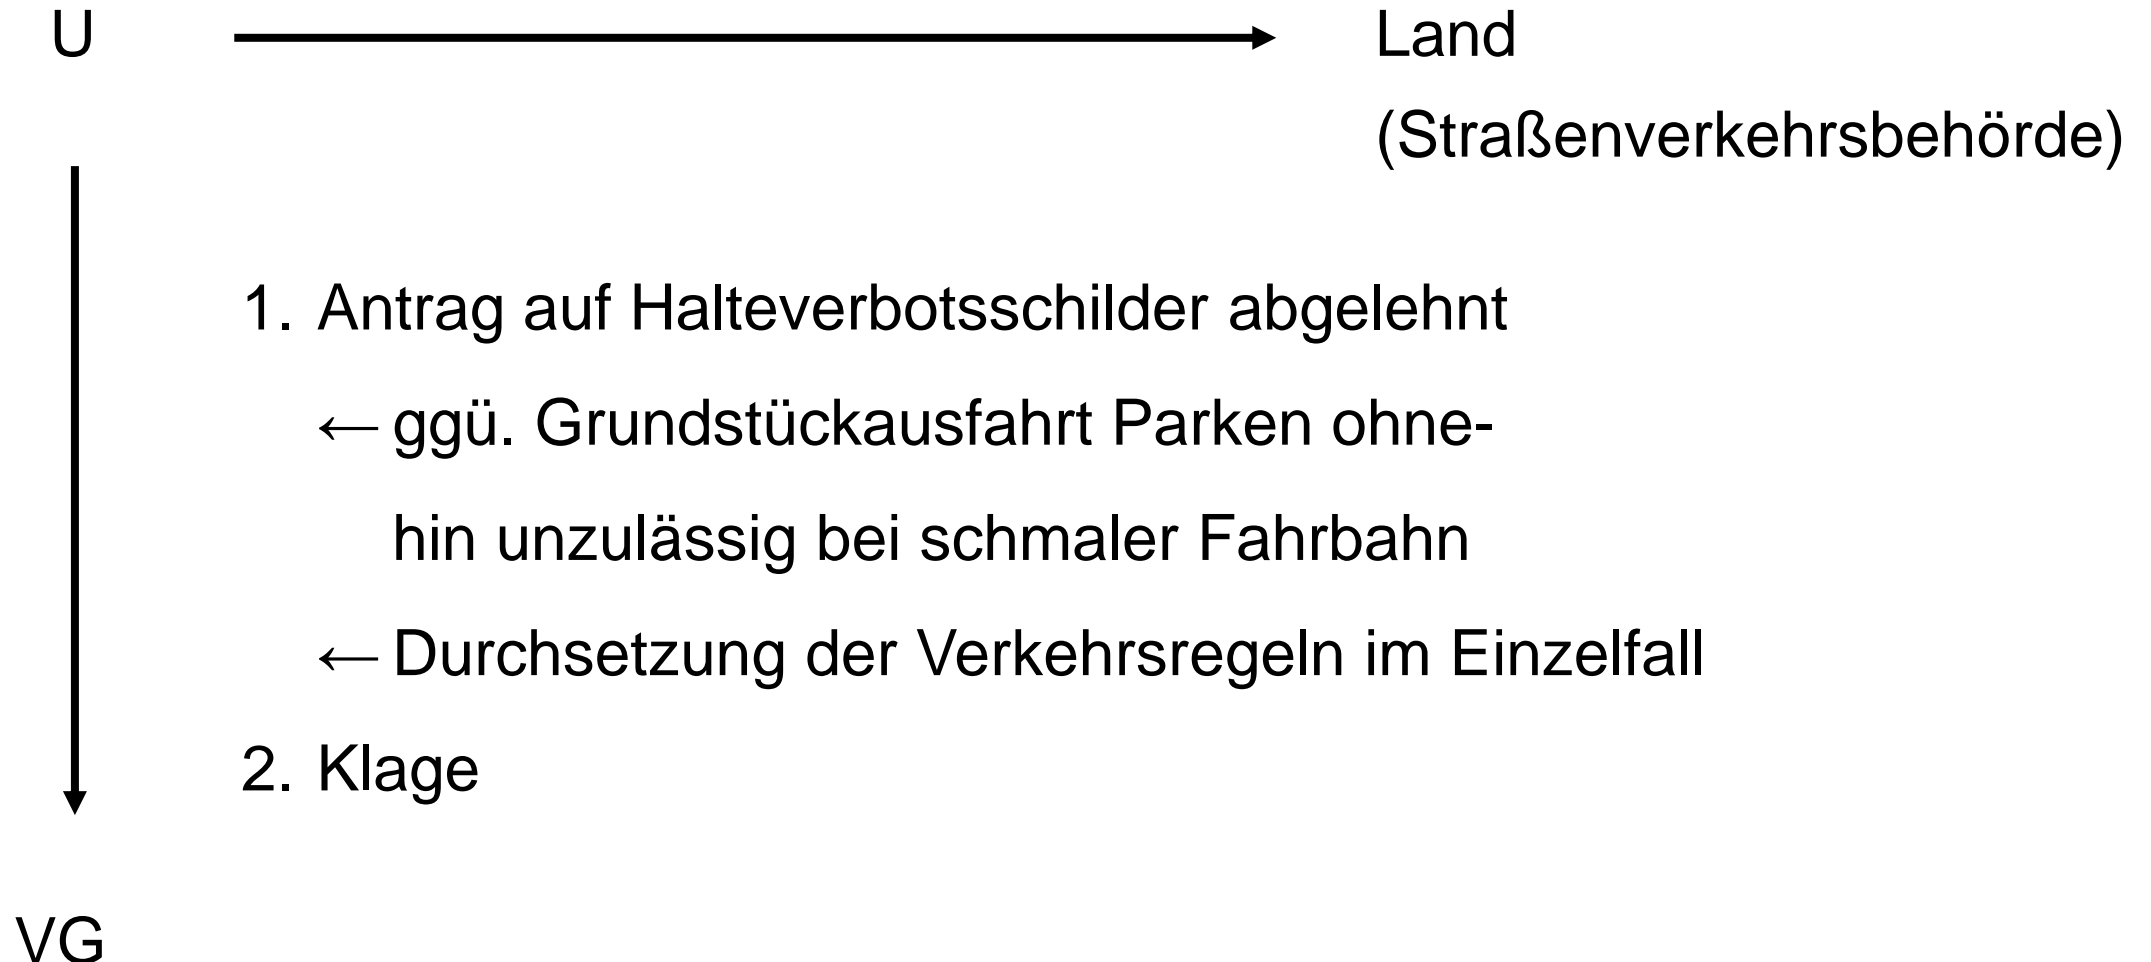 U → Land
(Straßenverkehrsbehörde)
1. Antrag auf Halteverbotsschilder abgelehnt
← ggü. Grundstückausfahrt Parken ohne-
hin unzulässig bei schmaler Fahrbahn
← Durchsetzung der Verkehrsregeln im Einzelfall
2. Klage
VG